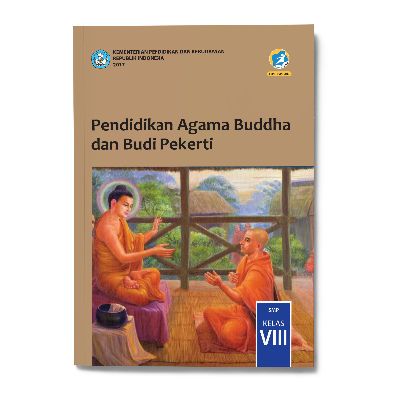 KEMENTERIAN PENDIDIKAN DAN KEBUDAYAAN
REPUBLIK INDONESIA
2017
Pendidikan Agama Buddha
dan Budi Pekerti
SMP
KELAS
VIII